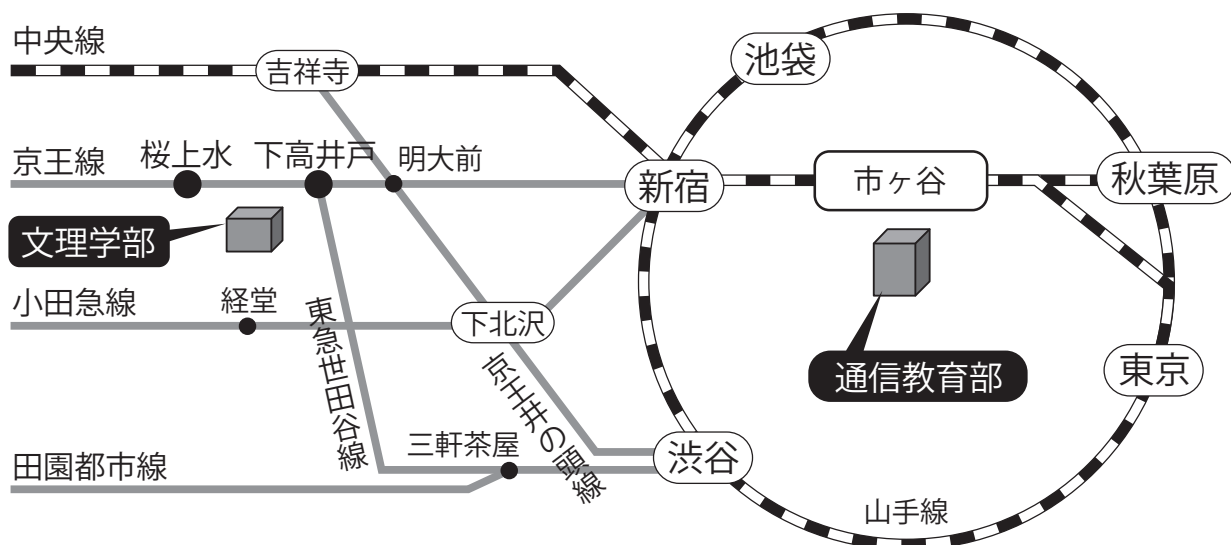 中央線
吉祥寺
池袋
京王線
桜上水
下高井戸
明大前
新宿
市ヶ谷
秋葉原
文理学部
小田急線
経堂
東急世田谷線
下北沢
京王井の頭線
通信教育部
東京
田園都市線
三軒茶屋
渋谷
山手線